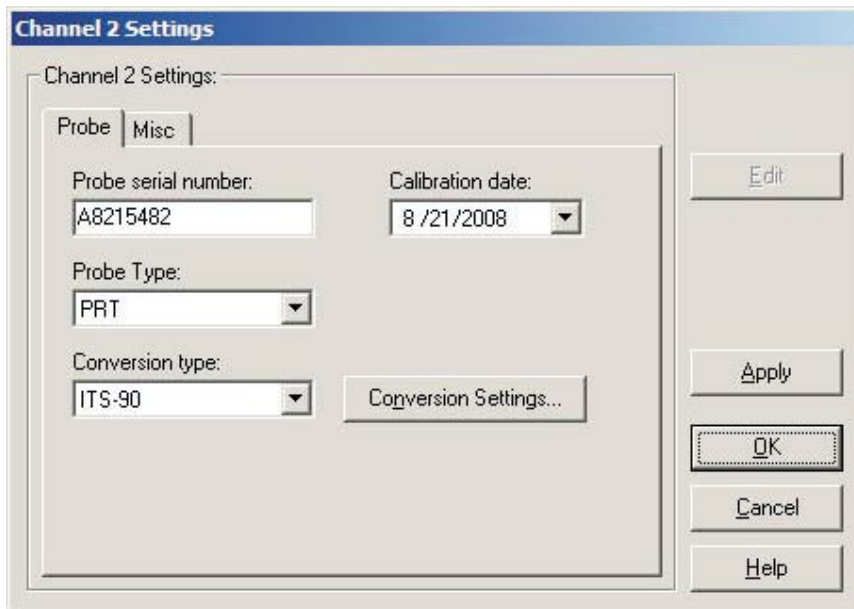 Channel 2 Settings
Channel 2 Settings:
Probe
Misc
Probe serial number:
A8215482
Calibration date:
8 /21/2008
Probe Type:
PRT
Conversion type:
ITS-90
Conversion Settings...
Edit
Apply
OK
Cancel
Help